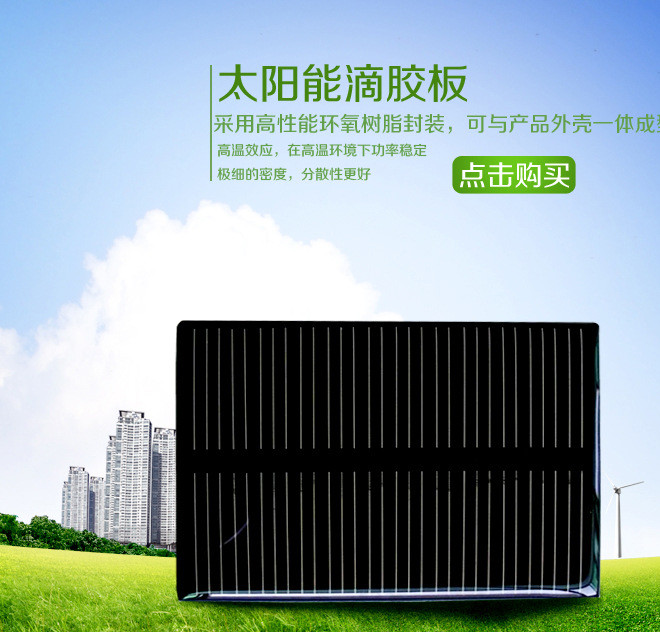 太阳能滴胶板
采用高性能环氧树脂封装，可与产品外壳一体成
高温效应，在高温环境下功率稳定
极细的密度，分散性更好
点击购买